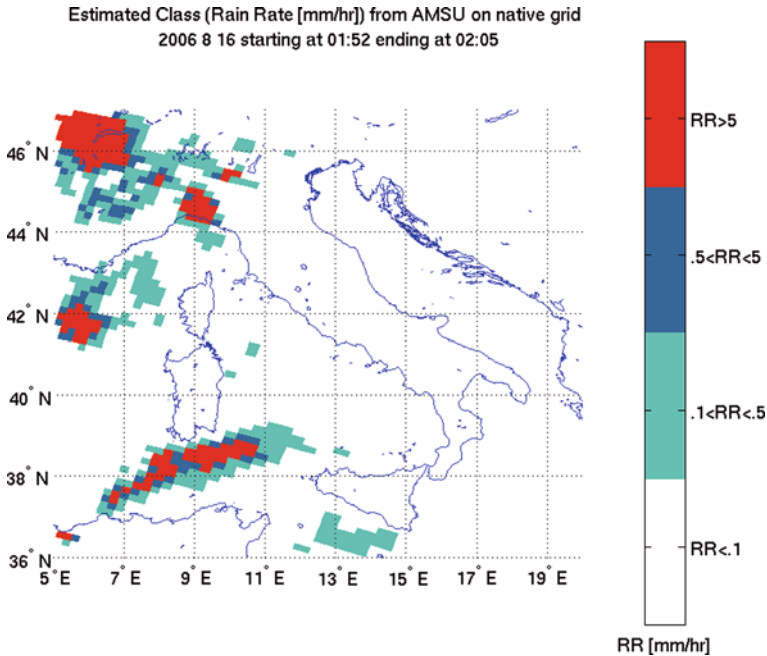 Estimated Class (Rain Rate [mm/hr]) from AMSU on native grid
2006 8 16 starting at 01:52 ending at 02:05
46° N
44° N
42° N
40° N
38° N
36° N
5° E 7° E 9° E 11° E 13° E 15° E 17° E 19° E
RR>5
.5<RR<5
.1<RR<.5
RR<.1
RR [mm/hr]